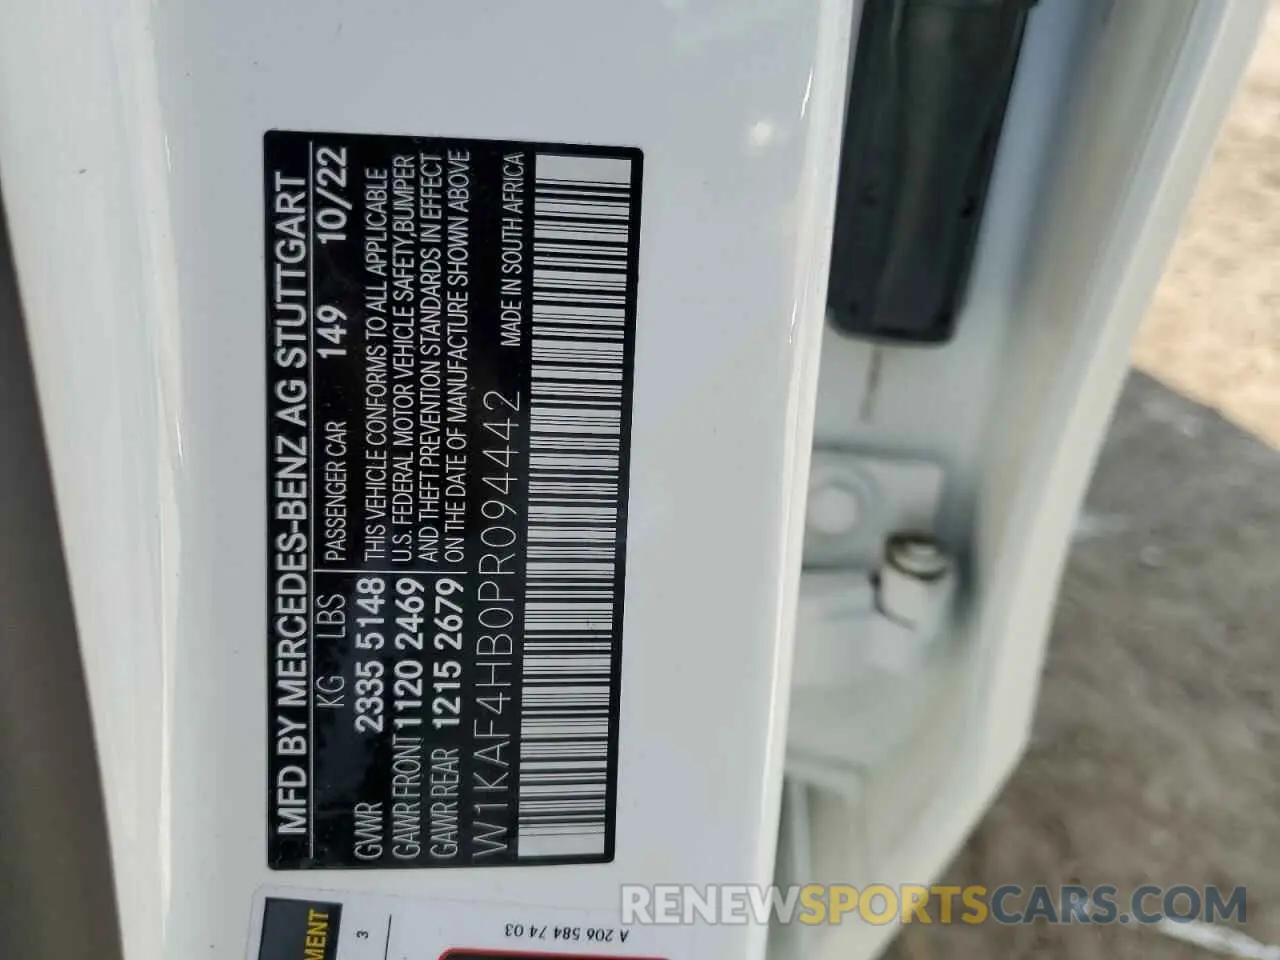 MFD BY MERCEDES-BENZ AG STUTTGART
KG LBS PASSENGER CAR 149 10/22
GVWR 2335 5148 THIS VEHICLE CONFORMS TO ALL APPLICABLE
GAWR FRONT 1120 2469 U.S. FEDERAL MOTOR VEHICLE SAFETY,BUMPER
GAWR REAR 1215 2679 AND THEFT PREVENTION STANDARDS IN EFFECT
ON THE DATE OF MANUFACTURE SHOWN ABOVE
W1KAF4HB0PR094442 MADE IN SOUTH AFRICA
MENT
3
A 206 584 74 03
RENEWSPORTSCARS.COM